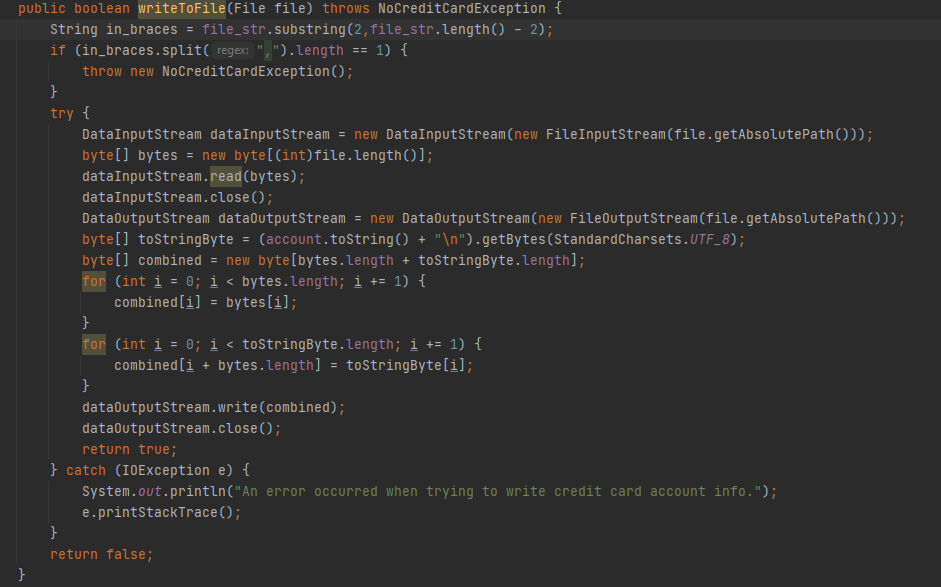 public boolean writeToFile(File file) throws NoCreditCardException {
    String in_braces = file_str.substring(2,file_str.length() - 2);
    if (in_braces.split( regex: ",").length == 1) {
        throw new NoCreditCardException();
    }
    try {
        DataInputStream dataInputStream = new DataInputStream(new FileInputStream(file.getAbsolutePath()));
        byte[] bytes = new byte[(int)file.length()];
        dataInputStream.read(bytes);
        dataInputStream.close();
        DataOutputStream dataOutputStream = new DataOutputStream(new FileOutputStream(file.getAbsolutePath()));
        byte[] toStringByte = (account.toString() + "\n").getBytes(StandardCharsets.UTF_8);
        byte[] combined = new byte[bytes.length + toStringByte.length];
        for (int i = 0; i < bytes.length; i += 1) {
            combined[i] = bytes[i];
        }
        for (int i = 0; i < toStringByte.length; i += 1) {
            combined[i + bytes.length] = toStringByte[i];
        }
        dataOutputStream.write(combined);
        dataOutputStream.close();
        return true;
    } catch (IOException e) {
        System.out.println("An error occurred when trying to write credit card account info.");
        e.printStackTrace();
    }
    return false;
}